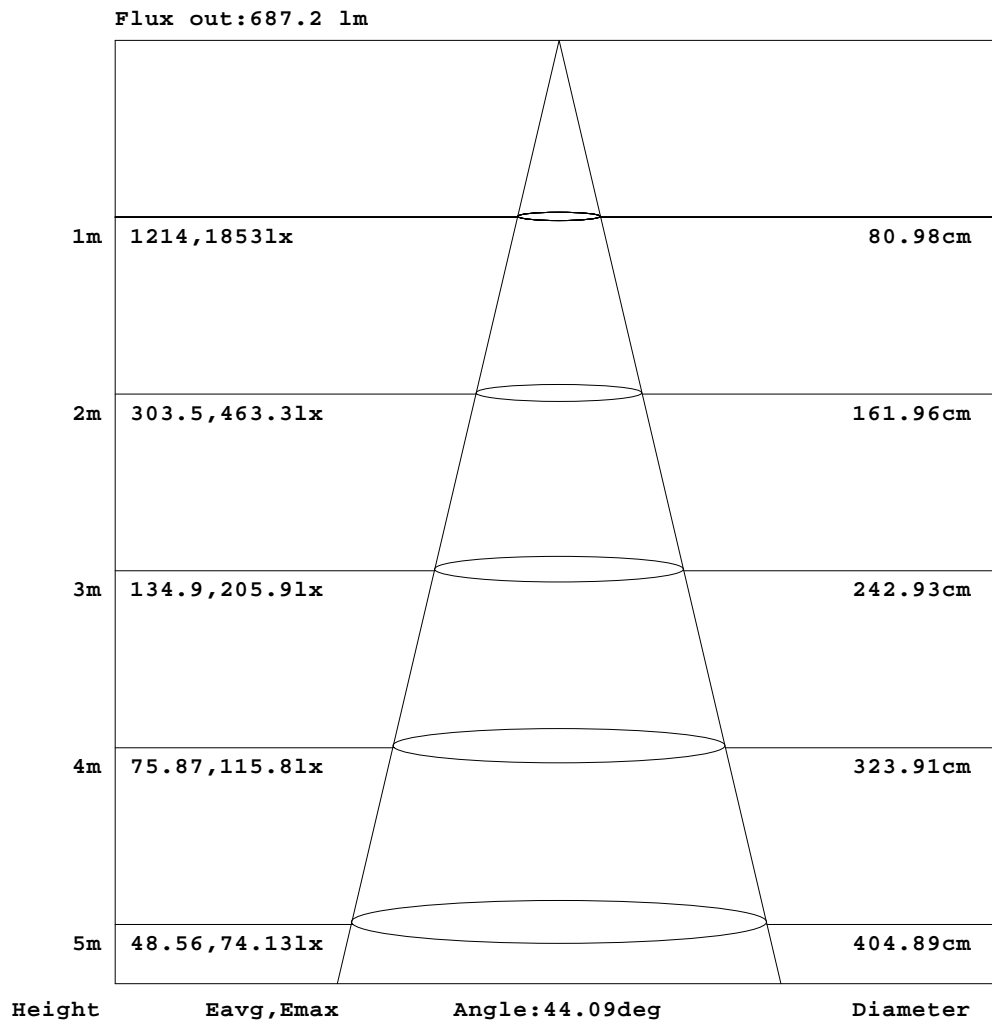 Flux out:687.2 lm
1m 1214,1853lx 80.98cm
2m 303.5,463.3lx 161.96cm
3m 134.9,205.9lx 242.93cm
4m 75.87,115.8lx 323.91cm
5m 48.56,74.13lx 404.89cm
Height Eavg,Emax Angle:44.09deg Diameter